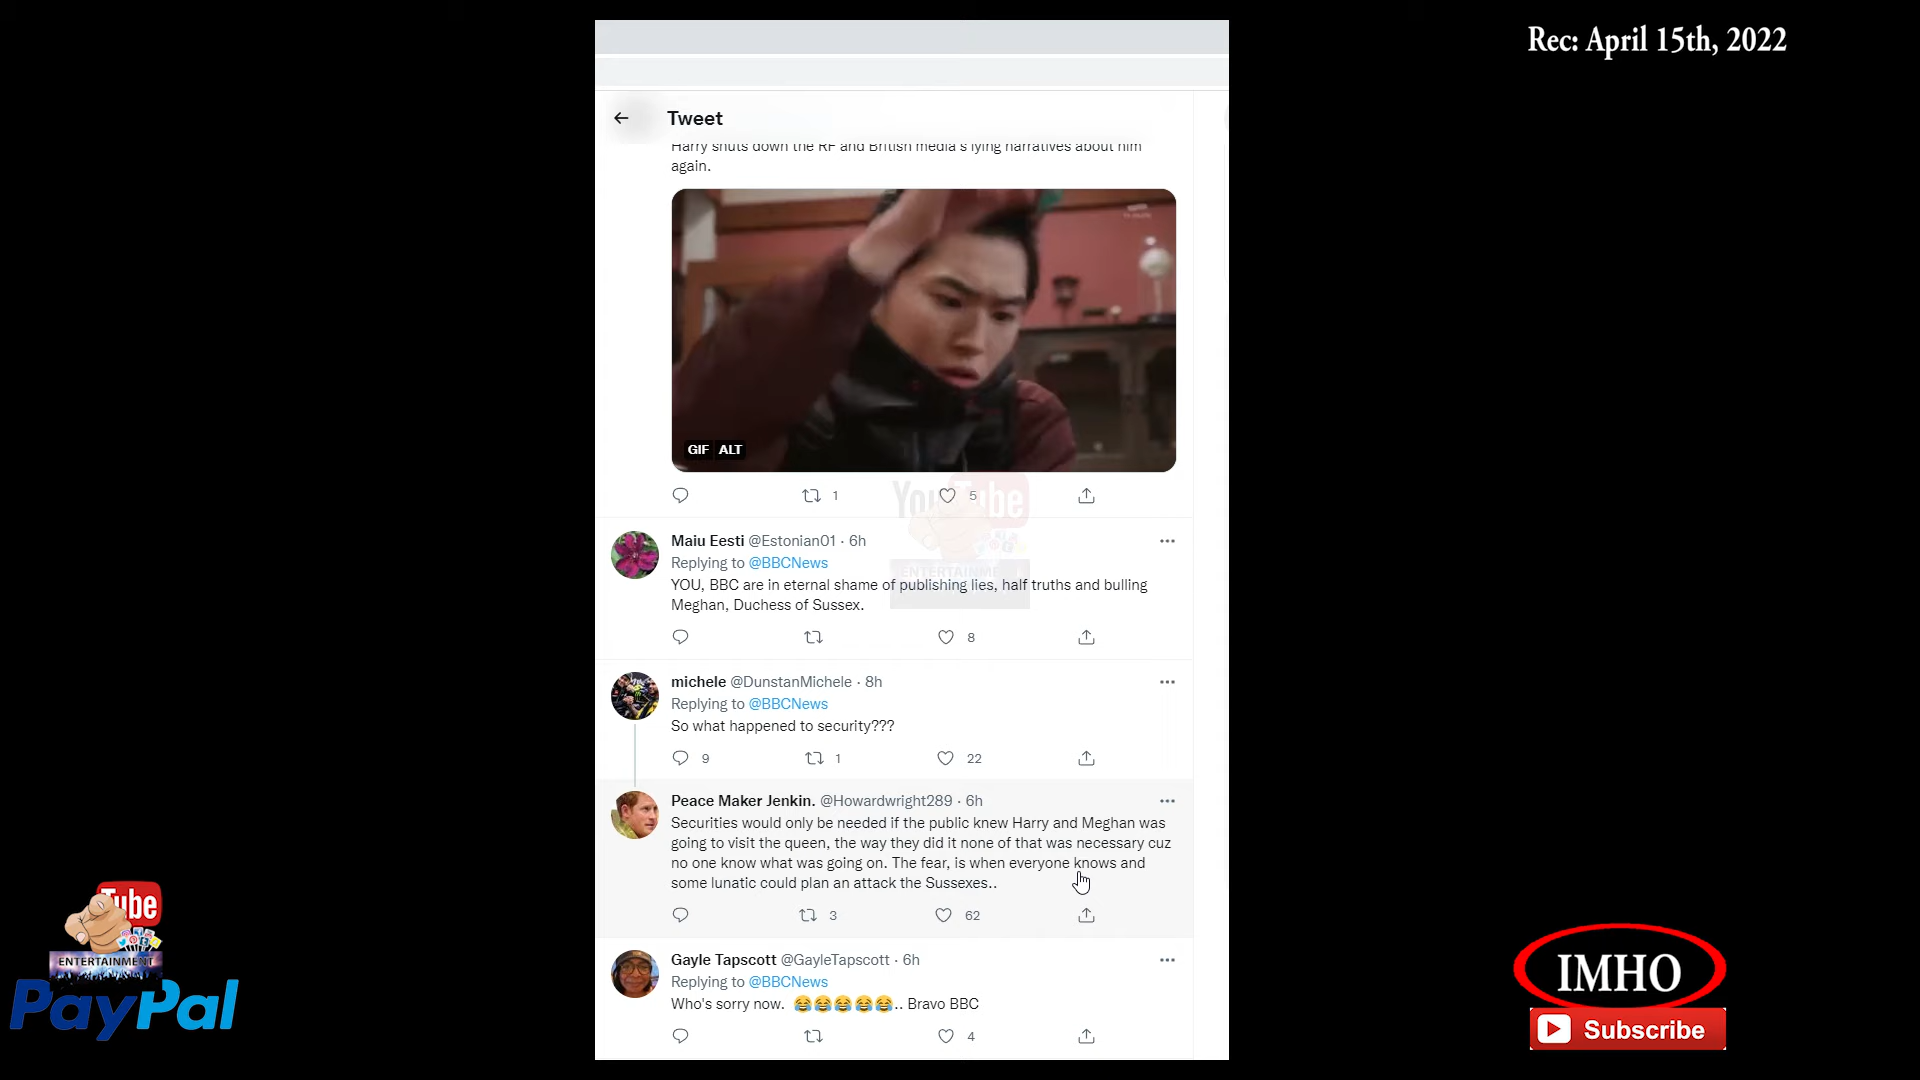 Rec: April 15th, 2022
Tweet
Harry shuts down the RF and British media's lying narratives about him
again.
GIF ALT
1 5
Maiu Eesti @Estonian01 · 6h
Replying to @BBCNews
YOU, BBC are in eternal shame of publishing lies, half truths and bulling
Meghan, Duchess of Sussex.
8
michele @DunstanMichele · 8h
Replying to @BBCNews
So what happened to security???
9 1 22
Peace Maker Jenkin. @Howardwright289 · 6h
Securities would only be needed if the public knew Harry and Meghan was
going to visit the queen, the way they did it none of that was necessary cuz
no one know what was going on. The fear, is when everyone knows and
some lunatic could plan an attack the Sussexes..
3 62
Gayle Tapscott @GayleTapscott · 6h
Replying to @BBCNews
Who's sorry now. 😂😂😂😂😂.. Bravo BBC
4
YouTube
ENTERTAINMENT
Tube
ENTERTAINMENT
PayPal
IMHO
Subscribe